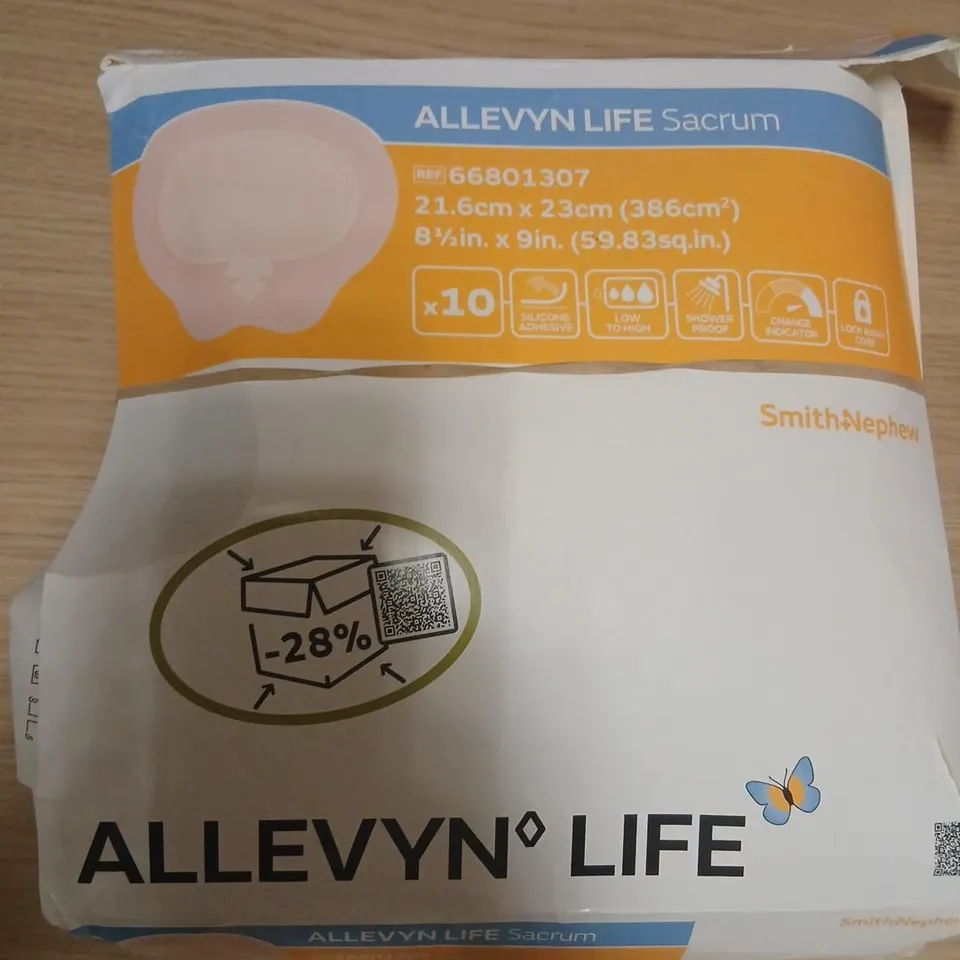 ALLEVYN LIFE Sacrum
REF 66801307
21.6cm x 23cm (386cm²)
8½in. x 9in. (59.83sq.in.)
x10
SILICONE
ADHESIVE
LOW
TO HIGH
SHOWER
PROOF
CHANGE
INDICATOR
LOCK AWAY
CORE
Smith+Nephew
-28%
ALLEVYN◊ LIFE
Smith+Nephew
ALLEVYN LIFE Sacrum